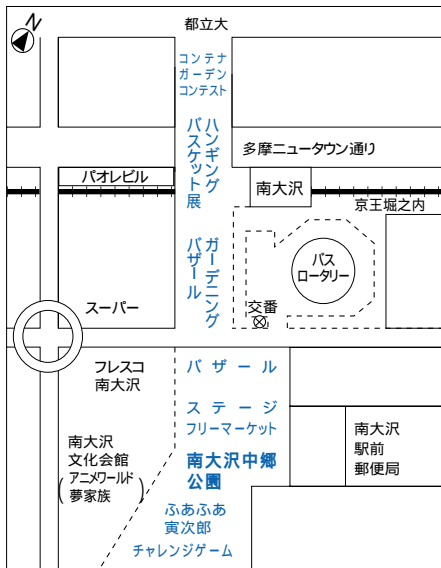 N
都立大
コンテナ
ガーデン
コンテスト
ハンギング
バスケット展
多摩ニュータウン通り
パオレビル
南大沢
京王堀之内
ガーデニング
バザール
バス
ロータリー
交番
スーパー
フレスコ
南大沢
バザール
ステージ
フリーマーケット
南大沢
文化会館
(アニメワールド
夢家族)
南大沢中郷
公園
南大沢
駅前
郵便局
ふあふあ
寅次郎
チャレンジゲーム